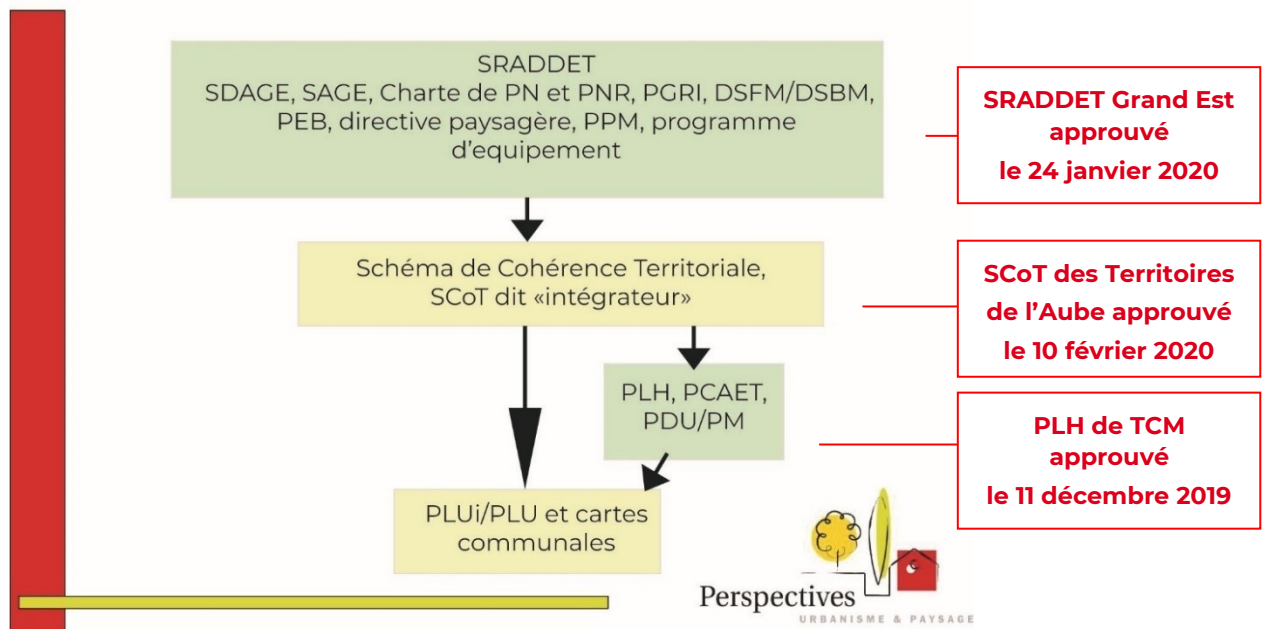 SRADDET
SDAGE, SAGE, Charte de PN et PNR, PGRI, DSFM/DSBM,
PEB, directive paysagère, PPM, programme
d'equipement
SRADDET Grand Est
approuvé
le 24 janvier 2020
Schéma de Cohérence Territoriale,
SCoT dit «intégrateur»
SCoT des Territoires
de l'Aube approuvé
le 10 février 2020
PLH, PCAET,
PDU/PM
PLH de TCM
approuvé
le 11 décembre 2019
PLUi/PLU et cartes
communales
Perspectives
URBANISME & PAYSAGE